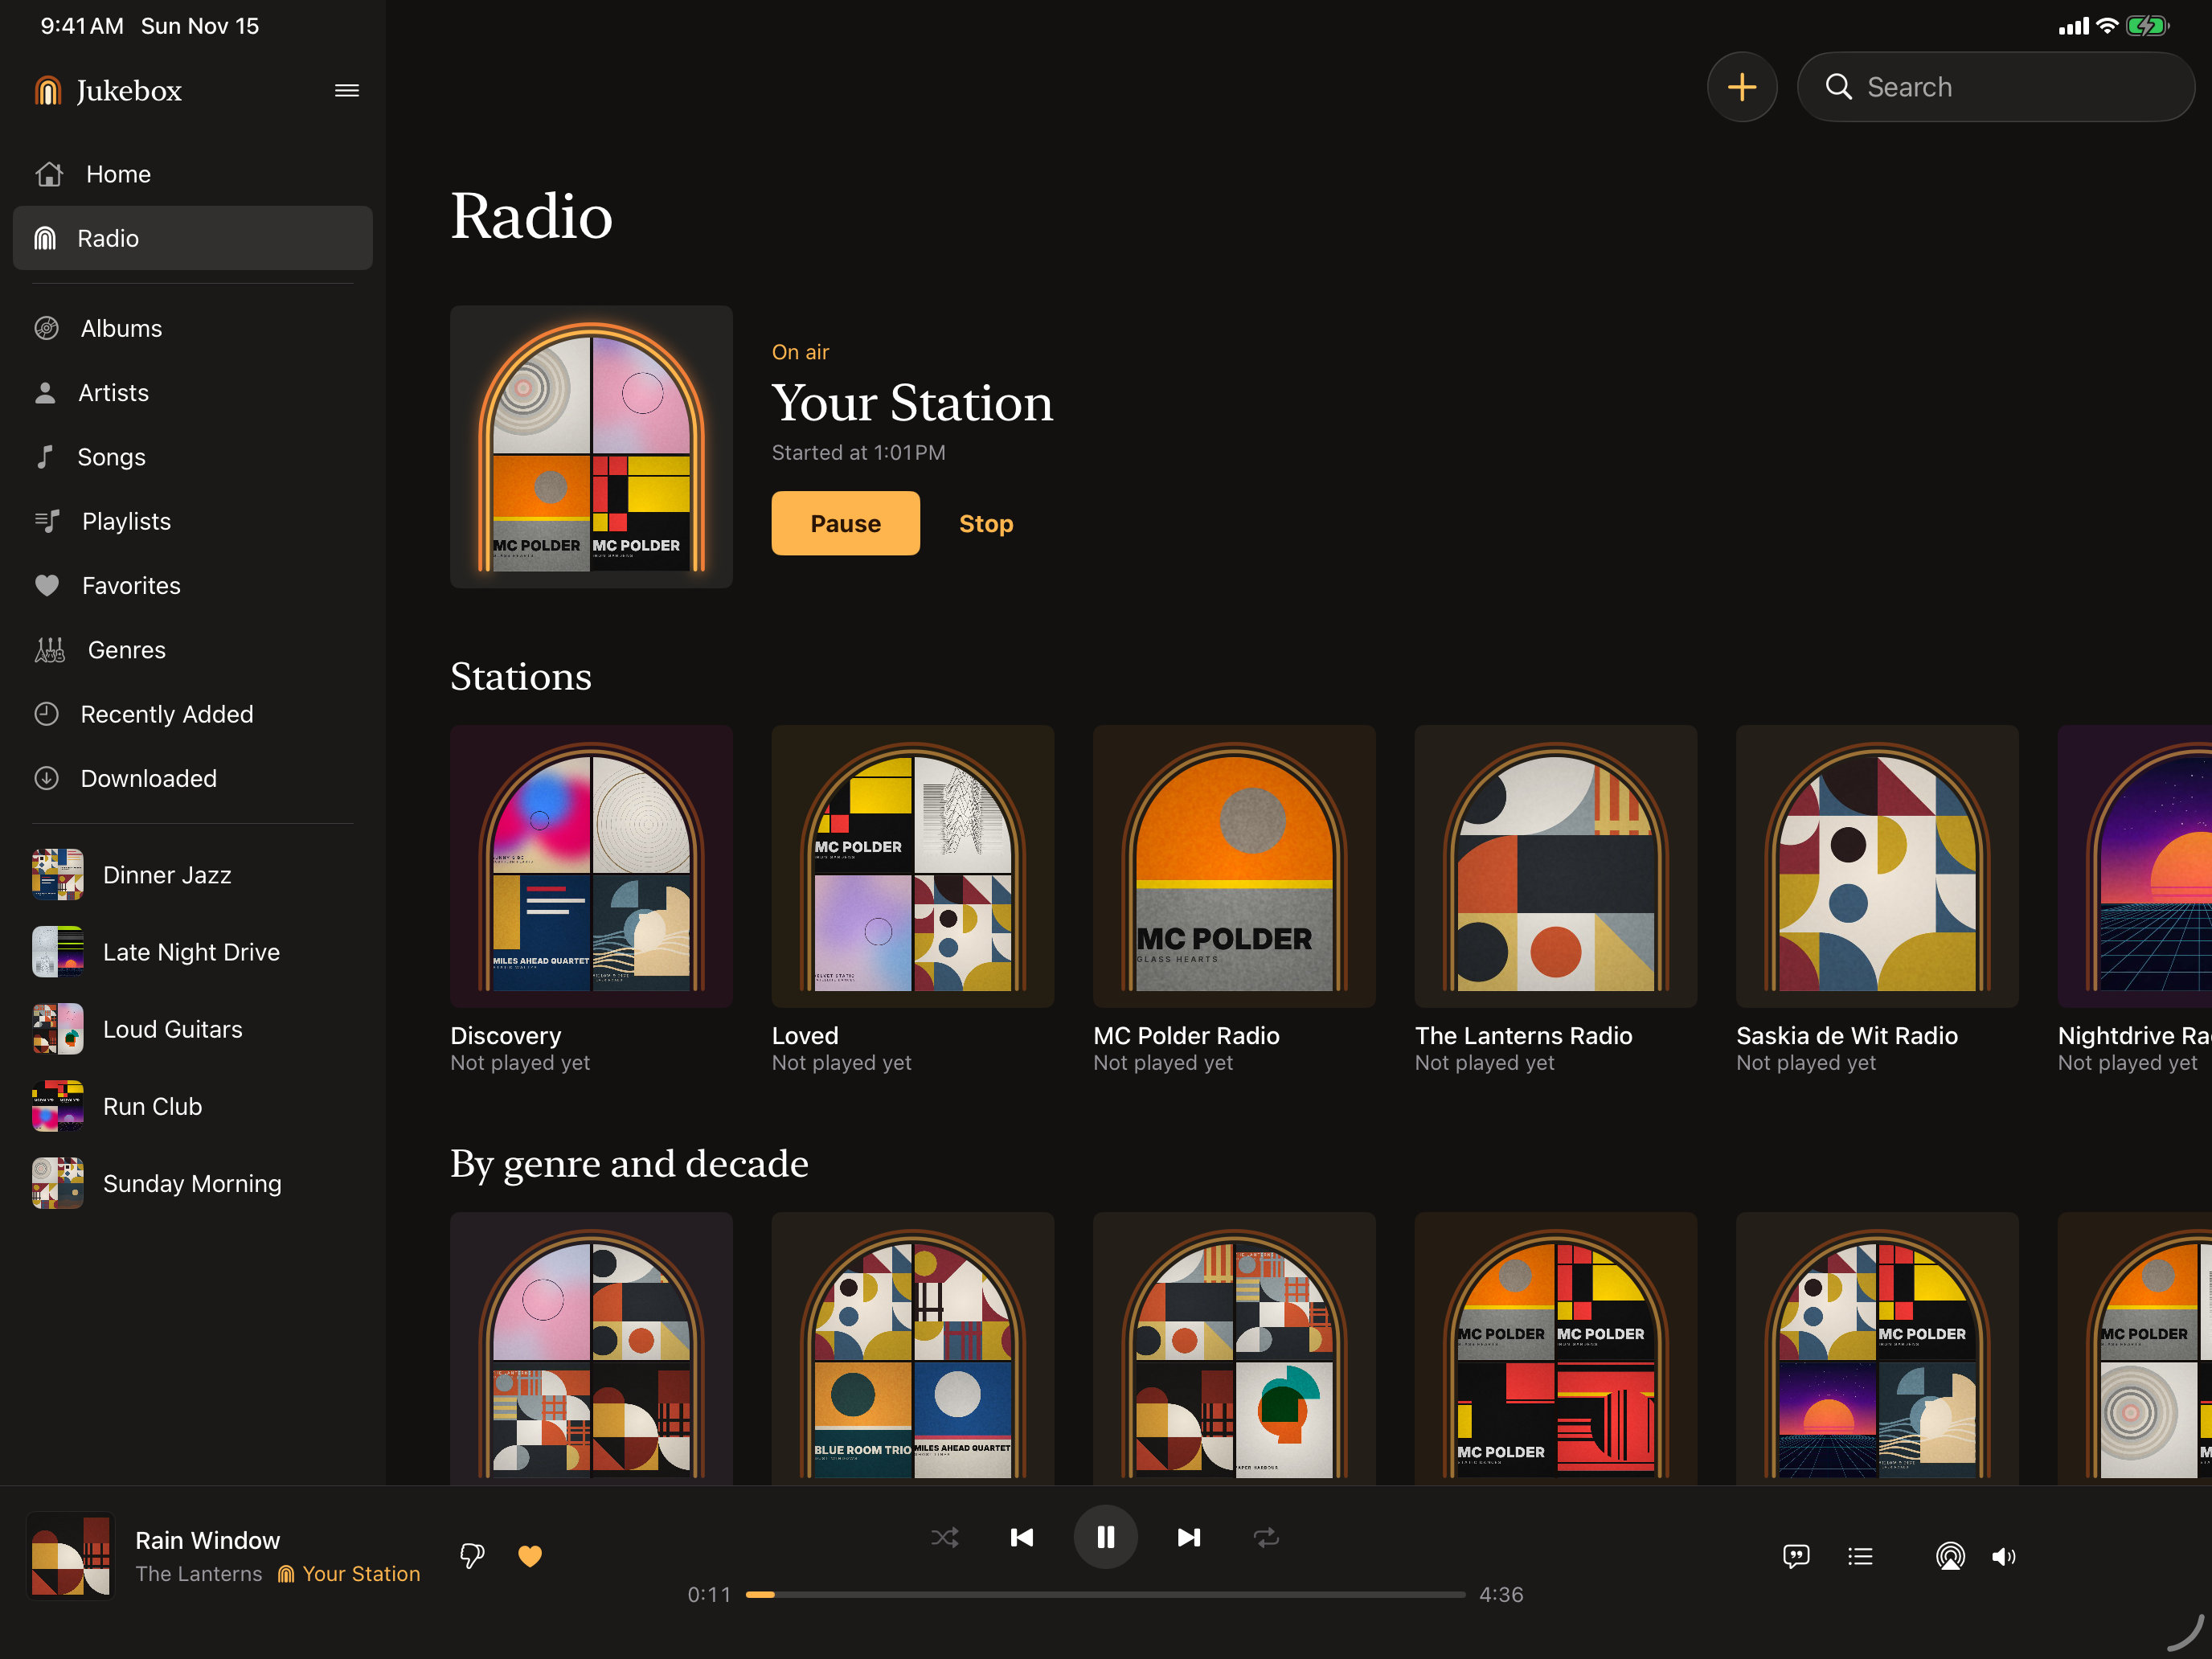 9:41 AM Sun Nov 15
Jukebox
Search
Home
Radio
Albums
Artists
Songs
Playlists
Favorites
Genres
Recently Added
Downloaded
Dinner Jazz
Late Night Drive
Loud Guitars
Run Club
Sunday Morning
Radio
MC POLDER
MC POLDER
On air
Your Station
Started at 1:01 PM
Pause
Stop
Stations
MILES AHEAD QUARTET
MC POLDER
MC POLDER
GLASS HEARTS
Discovery
Not played yet
Loved
Not played yet
MC Polder Radio
Not played yet
The Lanterns Radio
Not played yet
Saskia de Wit Radio
Not played yet
Nightdrive Ra
Not played yet
By genre and decade
BLUE ROOM TRIO
MILES AHEAD QUARTET
MC POLDER
MC POLDER
MC POLDER
MC POLDER
MC POLDER
Rain Window
The Lanterns Your Station
0:11
4:36